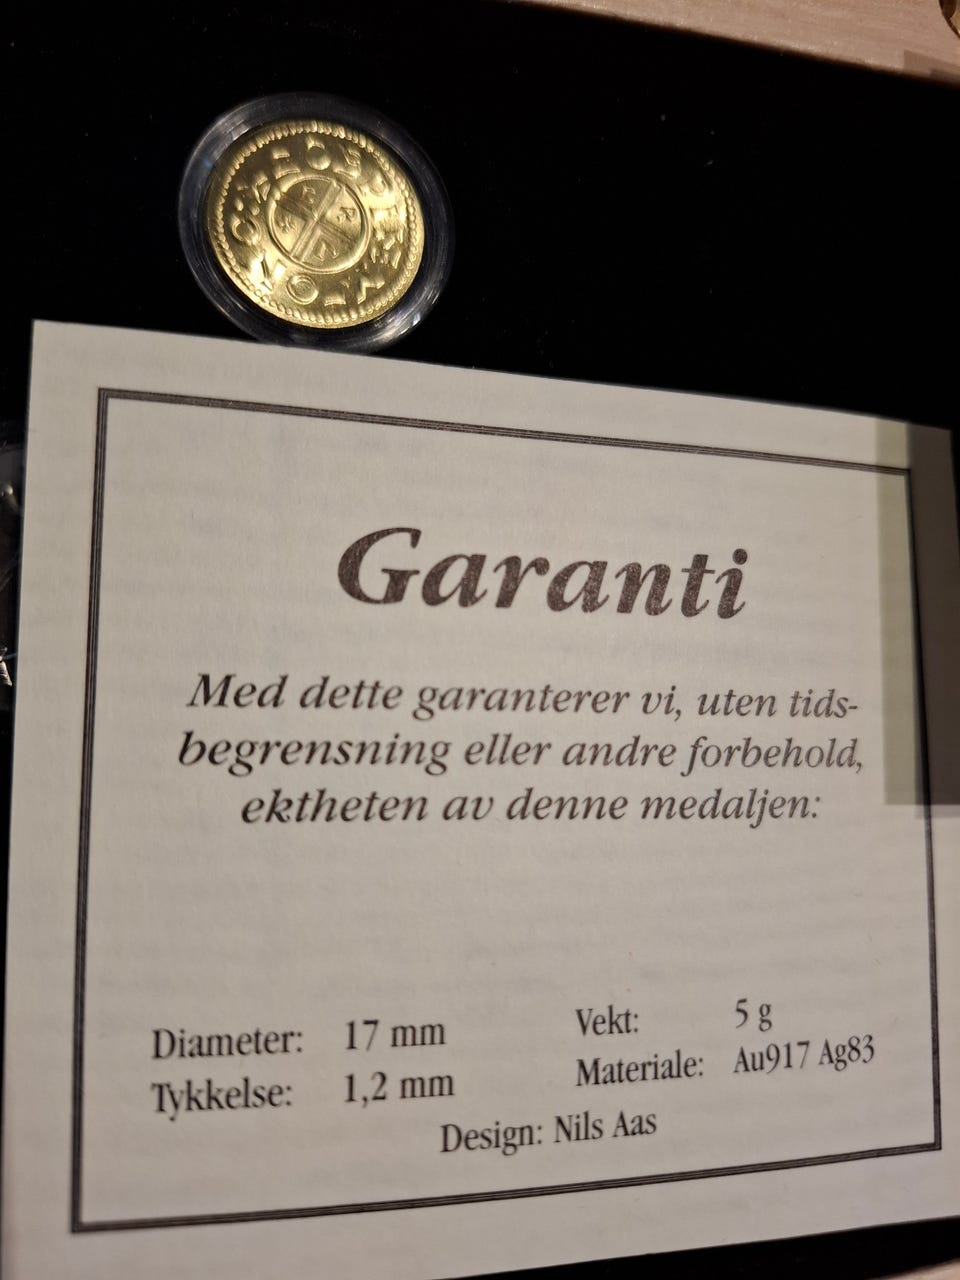 Garanti
Med dette garanterer vi, uten tids-
begrensning eller andre forbehold,
ektheten av denne medaljen:
Diameter: 17 mm Vekt: 5 g
Tykkelse: 1,2 mm Materiale: Au917 Ag83
Design: Nils Aas